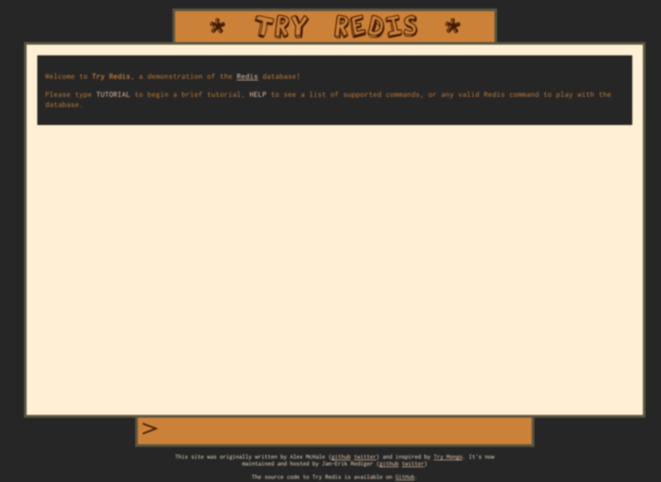 * TRY REDIS *
Welcome to Try Redis, a demonstration of the Redis database!
Please type TUTORIAL to begin a brief tutorial, HELP to see a list of supported commands, or any valid Redis command to play with the
database.
>
This site was originally written by Alex McHale (github twitter) and inspired by Try Mongo. It's now
maintained and hosted by Jan-Erik Rediger (github twitter)
The source code to Try Redis is available on GitHub.